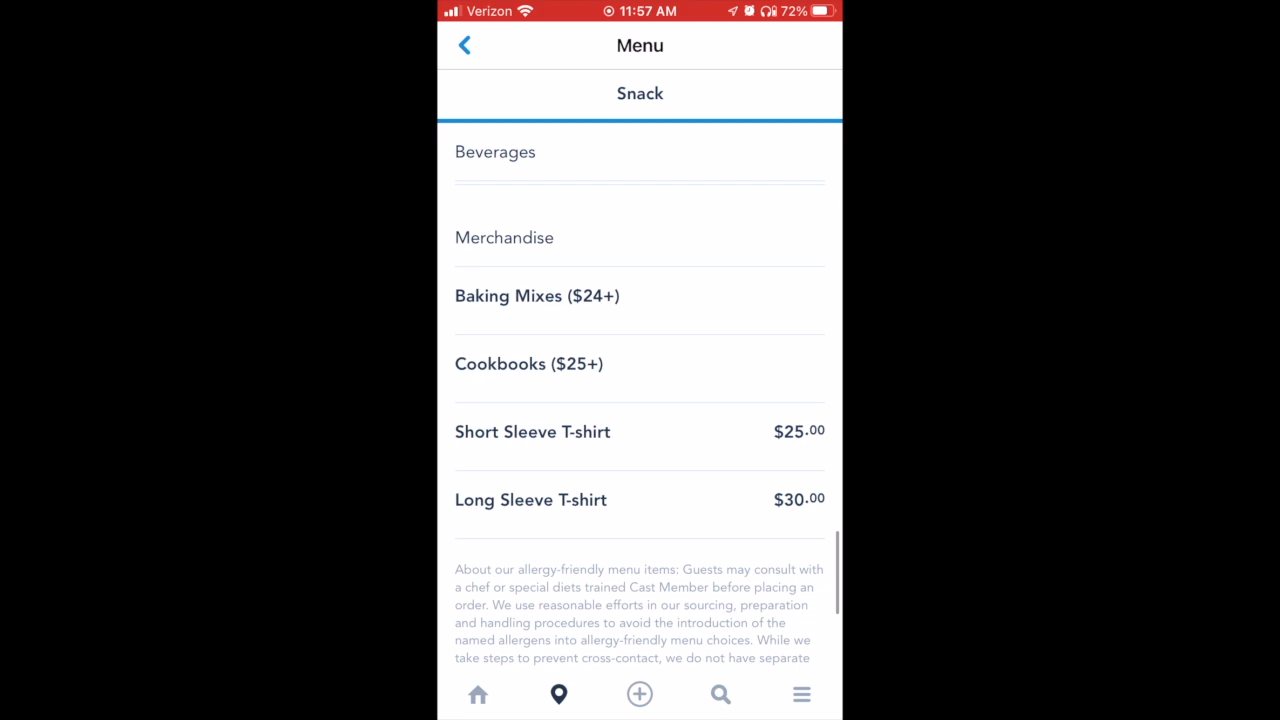 Verizon 11:57 AM 72%
Menu
Snack
Beverages
Merchandise
Baking Mixes ($24+)
Cookbooks ($25+)
Short Sleeve T-shirt $25.00
Long Sleeve T-shirt $30.00
About our allergy-friendly menu items: Guests may consult with
a chef or special diets trained Cast Member before placing an
order. We use reasonable efforts in our sourcing, preparation
and handling procedures to avoid the introduction of the
named allergens into allergy-friendly menu choices. While we
take steps to prevent cross-contact, we do not have separate